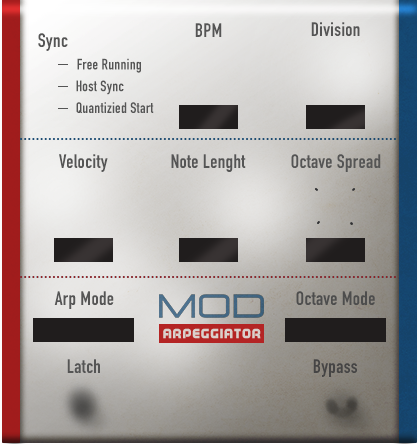 Sync
BPM
Division
— Free Running
— Host Sync
— Quantizied Start
Velocity
Note Lenght
Octave Spread
Arp Mode
MOD
ARPEGGIATOR
Octave Mode
Latch
Bypass